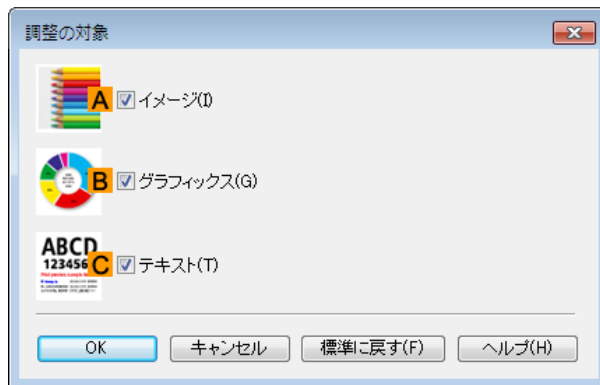 調整の対象
A イメージ(I)
B グラフィックス(G)
ABCD
123456
C テキスト(T)
OK キャンセル 標準に戻す(F) ヘルプ(H)